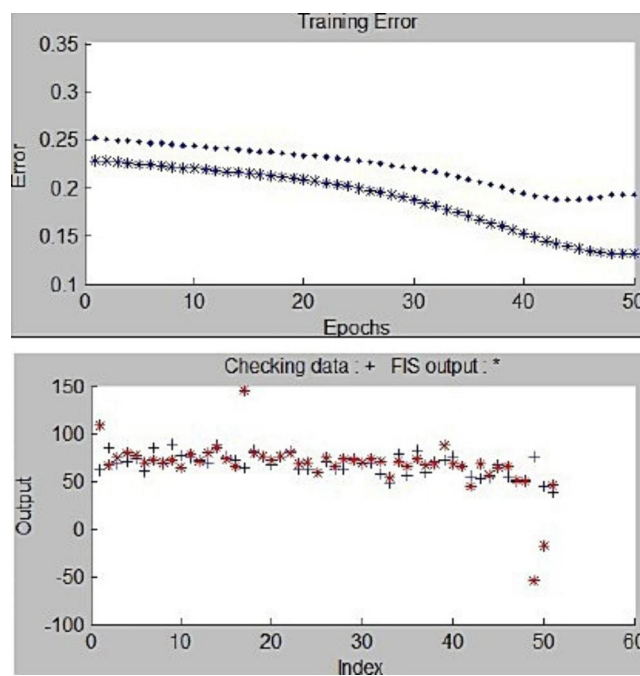 Training Error
0.35
0.3
0.25
0.2
0.15
0.1
Error
0 10 20 30 40 50
Epochs
Checking data : + FIS output : *
150
100
50
0
-50
-100
Output
0 10 20 30 40 50 60
Index